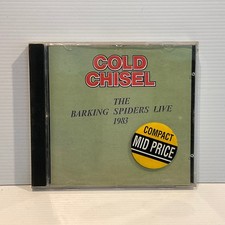 COLD
CHISEL
THE
BARKING SPIDERS LIVE
1983
COMPACT
MID PRICE